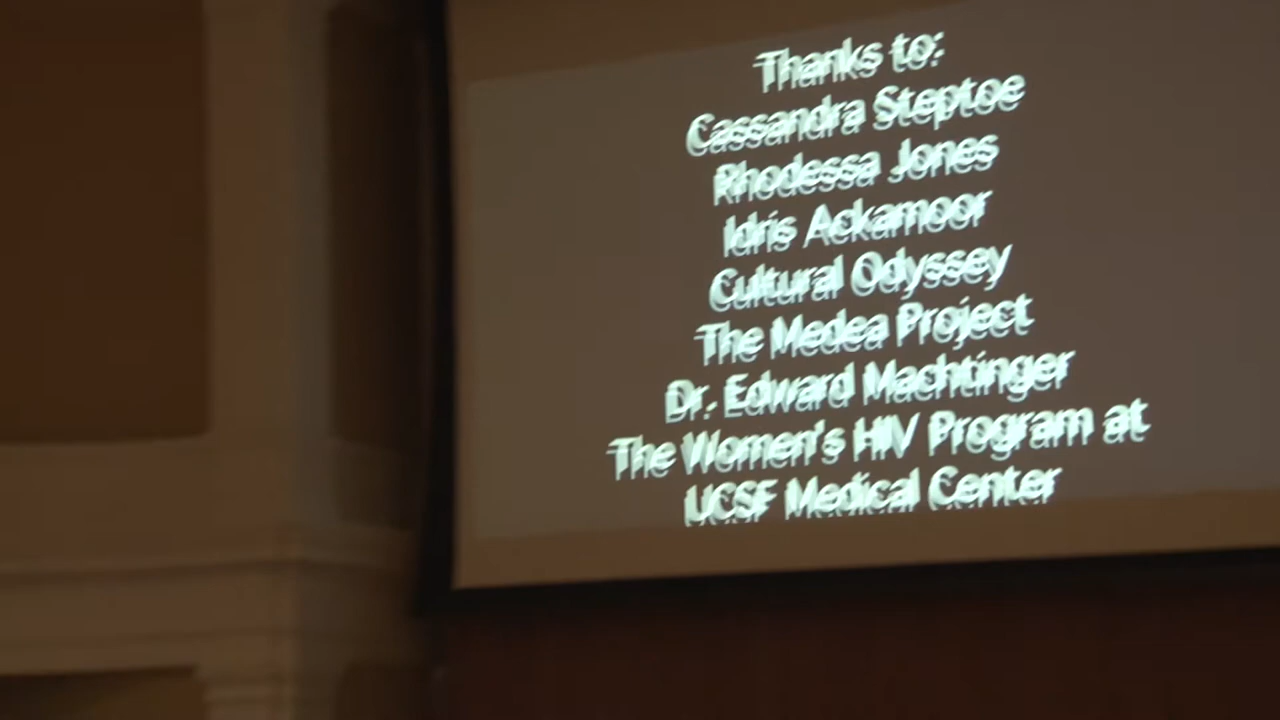 Thanks to:
Cassandra Steptoe
Rhodessa Jones
Idris Ackamoor
Cultural Odyssey
The Medea Project
Dr. Edward Machtinger
The Women's HIV Program at
UCSF Medical Center